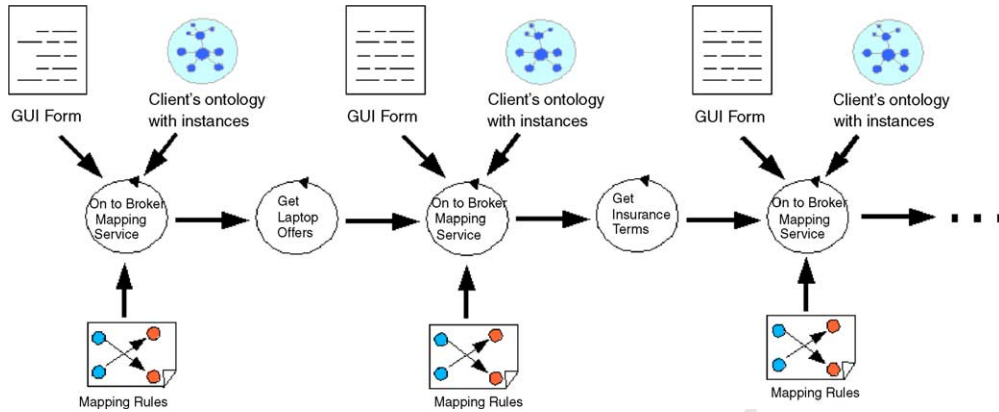 GUI Form
Client's ontology
with instances
GUI Form
Client's ontology
with instances
GUI Form
Client's ontology
with instances
On to Broker
Mapping
Service
Get
Laptop
Offers
On to Broker
Mapping
Service
Get
Insurance
Terms
On to Broker
Mapping
Service
Mapping Rules
Mapping Rules
Mapping Rules